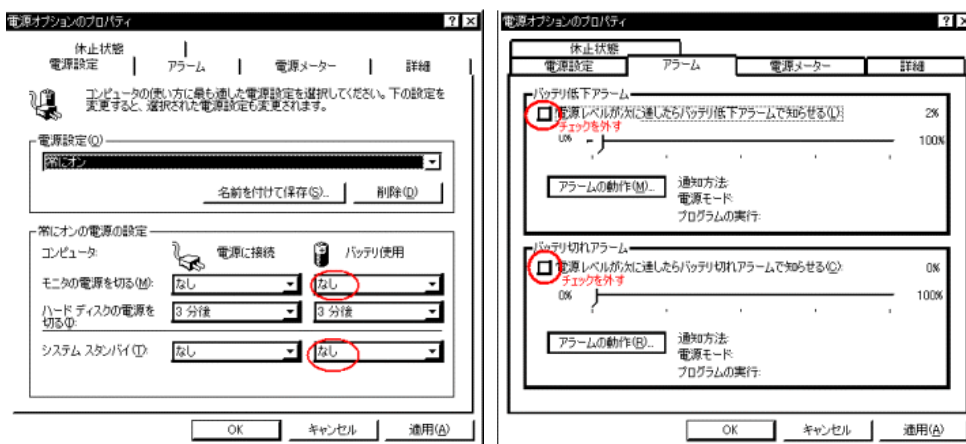 電源オプションのプロパティ
休止状態
電源設定 アラーム 電源メーター 詳細
コンピュータの使い方に最も適した電源設定を選択してください。下の設定を
変更すると、選択された電源設定も変更されます。
電源設定(O)
常にオン
名前を付けて保存(S)... 削除(D)
常にオンの電源の設定
コンピュータ: 電源に接続 バッテリ使用
モニタの電源を切る(M): なし なし
ハード ディスクの電源を
切る(I): 3 分後 3 分後
システム スタンバイ(T): なし なし
OK キャンセル 適用(A)
電源オプションのプロパティ
休止状態
電源設定 アラーム 電源メーター 詳細
バッテリ低下アラーム
電源レベルが次に達したらバッテリ低下アラームで知らせる(L): 2%
チェックを外す
0% 100%
アラームの動作(M)... 通知方法:
電源モード:
プログラムの実行:
バッテリ切れアラーム
電源レベルが次に達したらバッテリ切れアラームで知らせる(C): 0%
チェックを外す
0% 100%
アラームの動作(R)... 通知方法:
電源モード:
プログラムの実行:
OK キャンセル 適用(A)